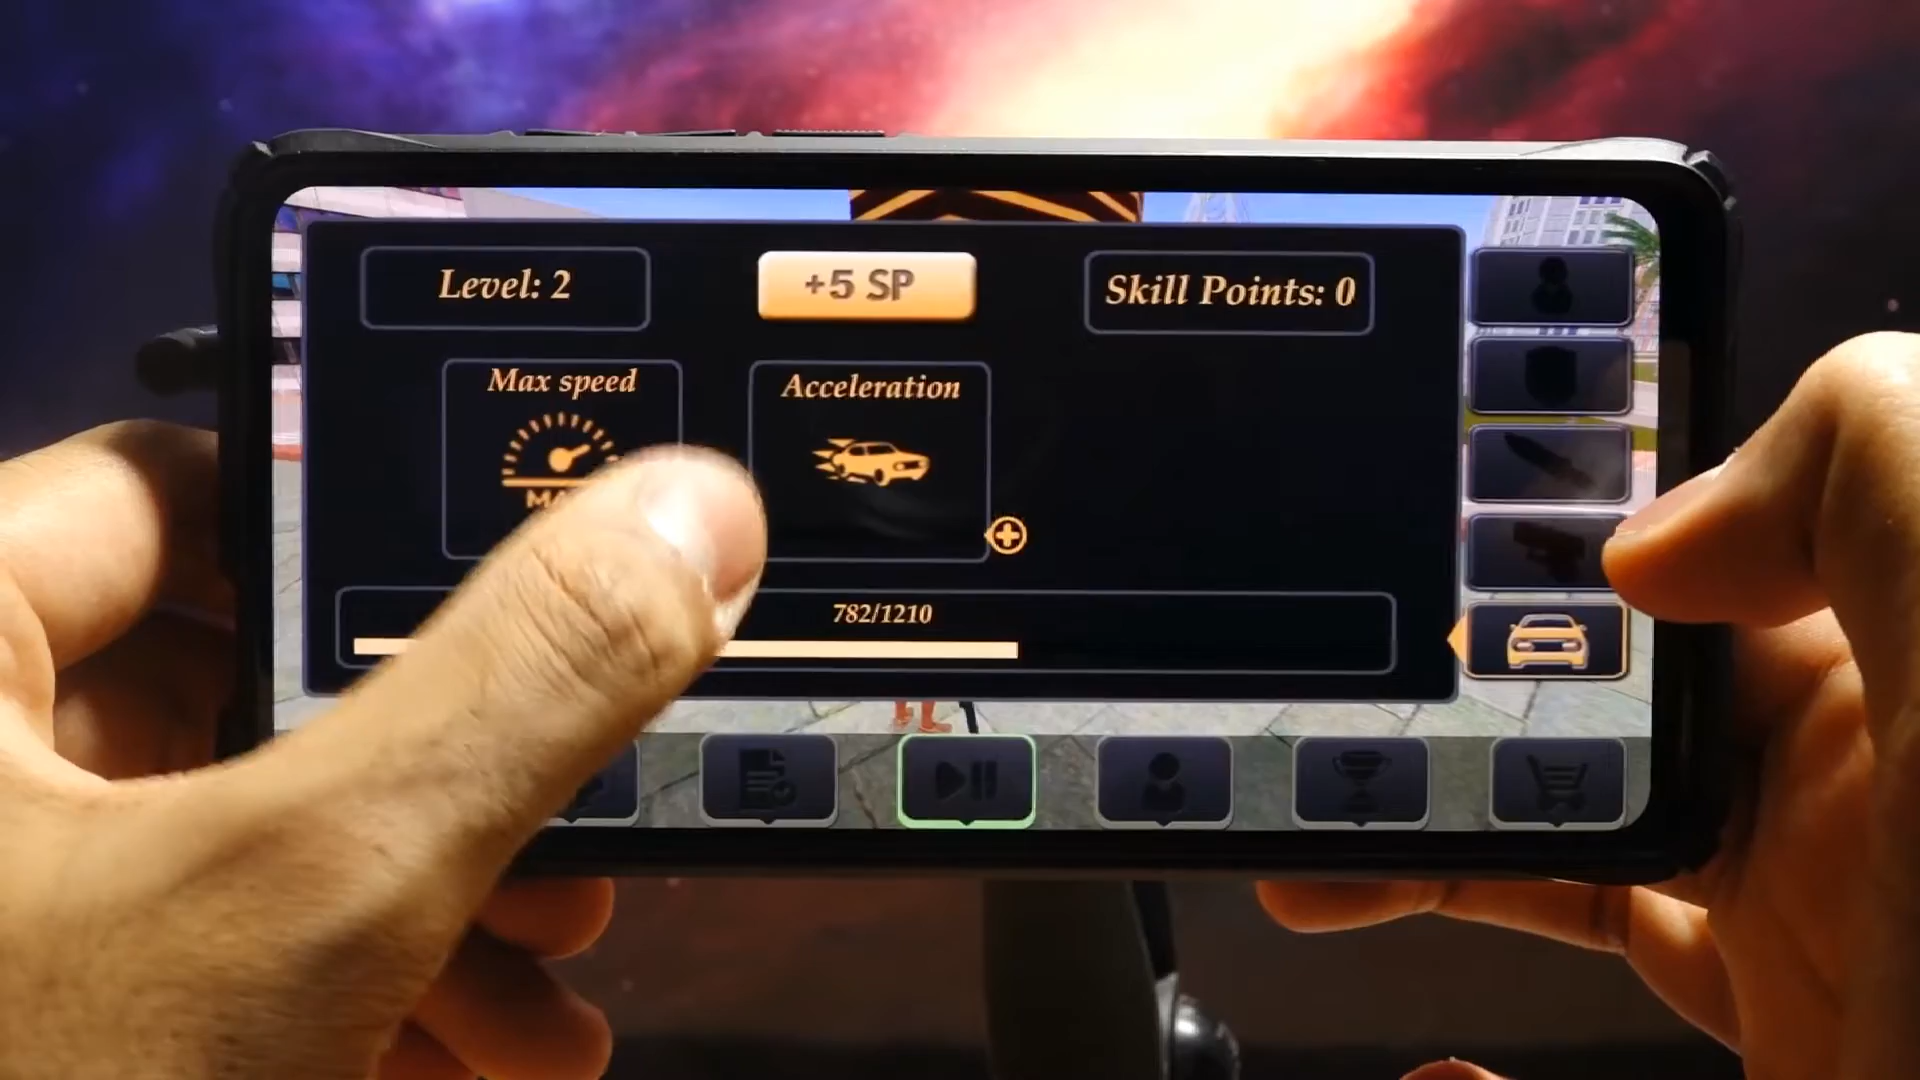 Level: 2
+5 SP
Skill Points: 0
Max speed
Acceleration
782/1210